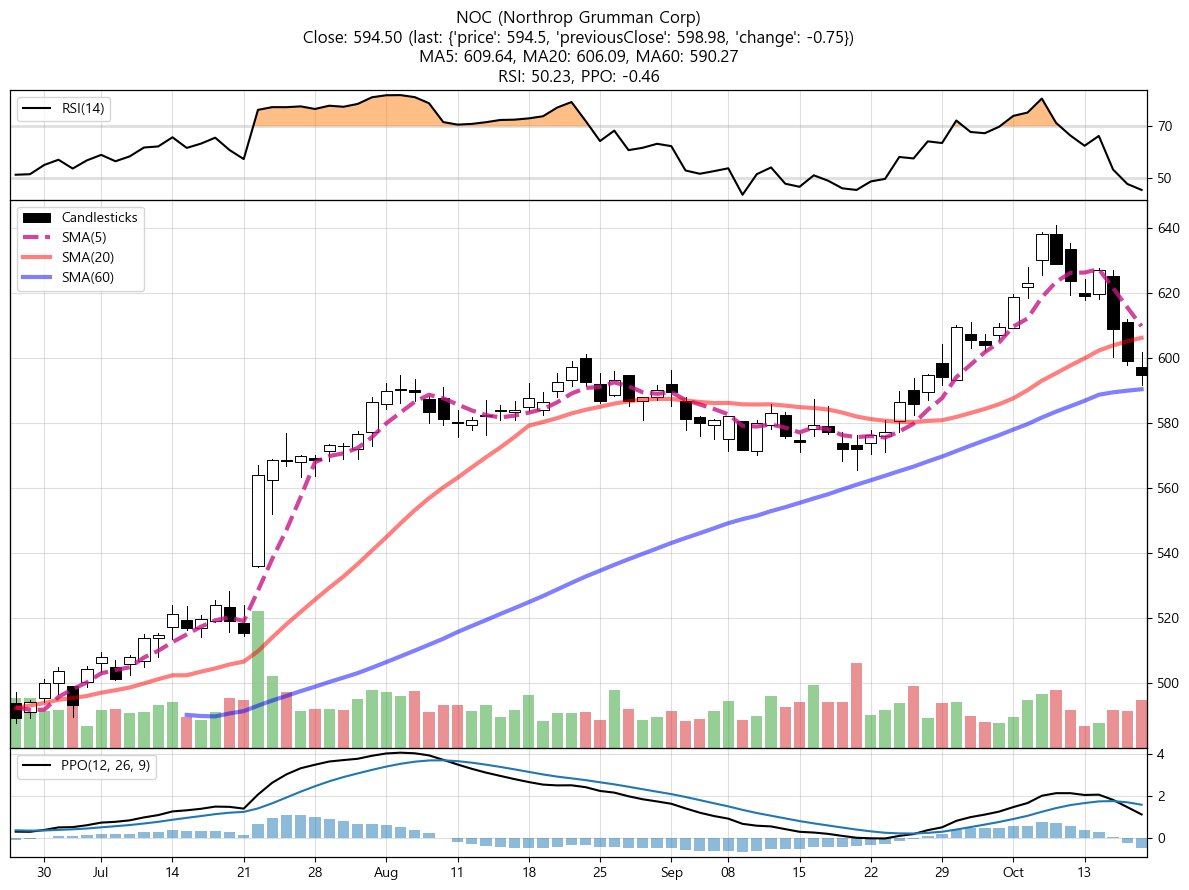 NOC (Northrop Grumman Corp)
Close: 594.50 (last: {'price': 594.5, 'previousClose': 598.98, 'change': -0.75})
MA5: 609.64, MA20: 606.09, MA60: 590.27
RSI: 50.23, PPO: -0.46
RSI(14)
70
50
Candlesticks
SMA(5)
SMA(20)
SMA(60)
640
620
600
580
560
540
520
500
PPO(12, 26, 9)
4
2
0
30 Jul 14 21 28 Aug 11 18 25 Sep 08 15 22 29 Oct 13